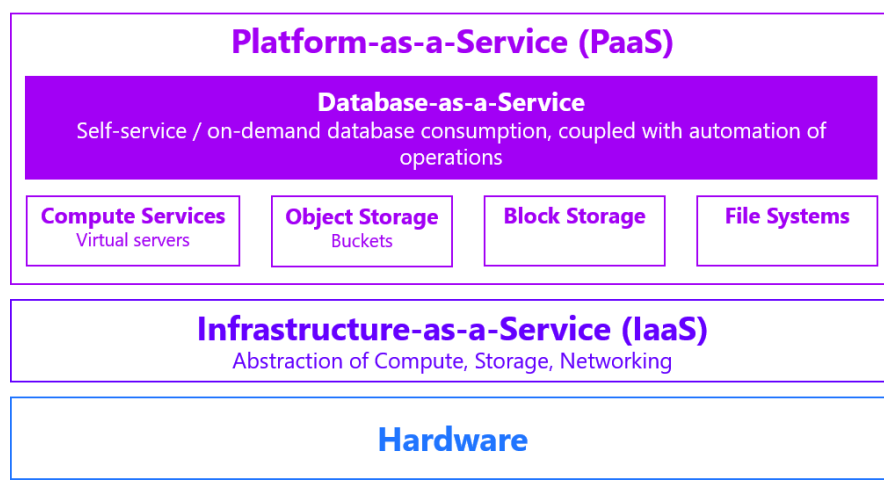 Platform-as-a-Service (PaaS)
Database-as-a-Service
Self-service / on-demand database consumption, coupled with automation of
operations
Compute Services
Virtual servers
Object Storage
Buckets
Block Storage
File Systems
Infrastructure-as-a-Service (IaaS)
Abstraction of Compute, Storage, Networking
Hardware